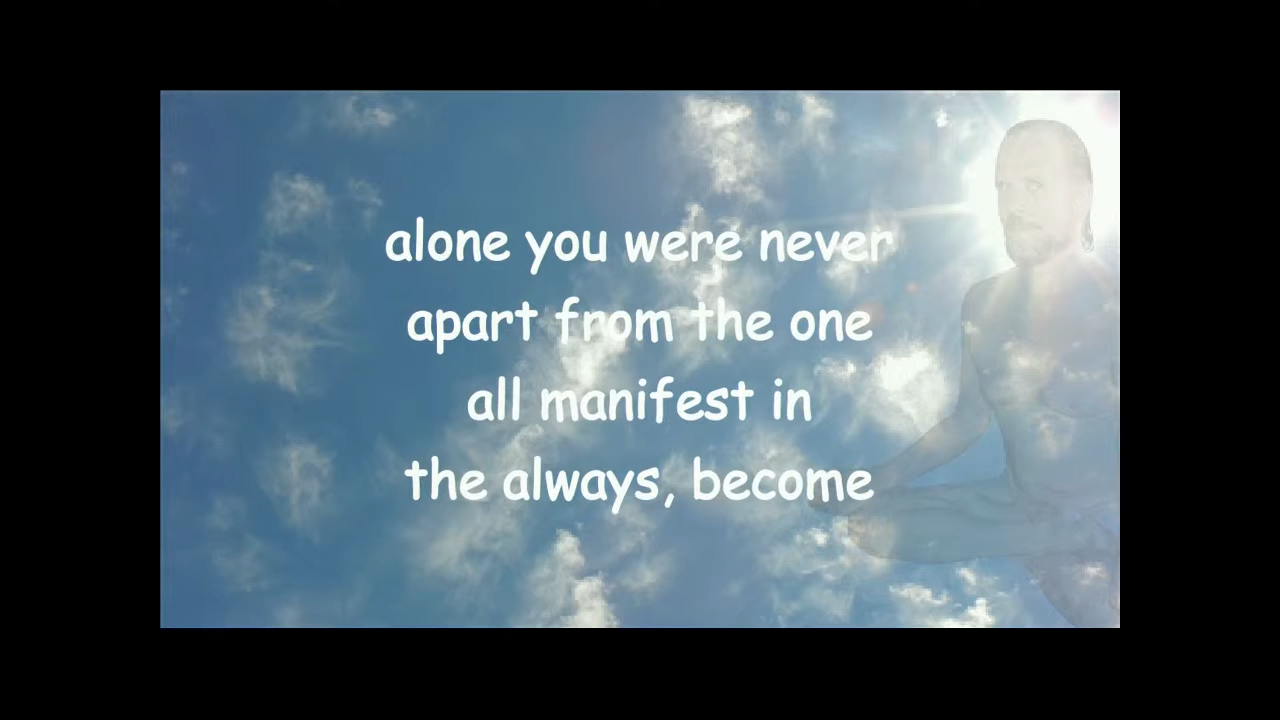 alone you were never
apart from the one
all manifest in
the always, become